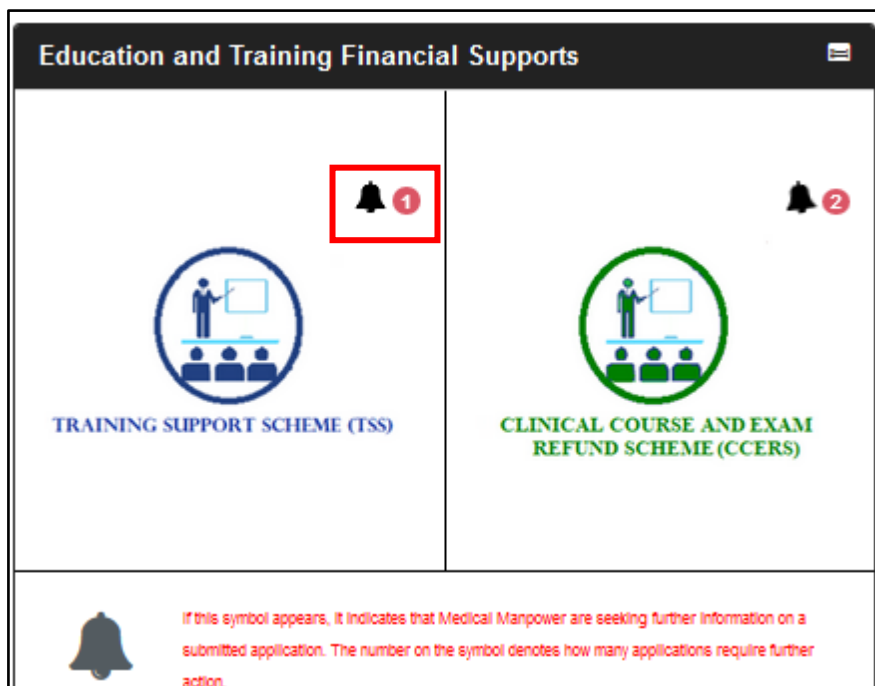 Education and Training Financial Supports
1
2
TRAINING SUPPORT SCHEME (TSS)
CLINICAL COURSE AND EXAM
REFUND SCHEME (CCERS)
If this symbol appears, it indicates that Medical Manpower are seeking further information on a
submitted application. The number on the symbol denotes how many applications require further
action.